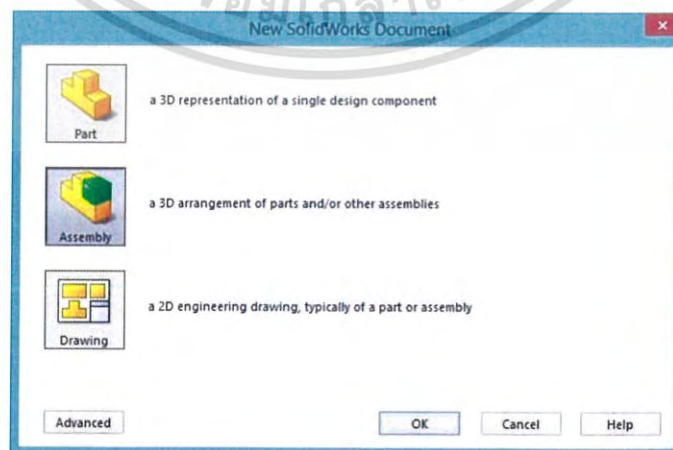 New SolidWorks Document
Part
a 3D representation of a single design component
Assembly
a 3D arrangement of parts and/or other assemblies
Drawing
a 2D engineering drawing, typically of a part or assembly
Advanced
OK
Cancel
Help